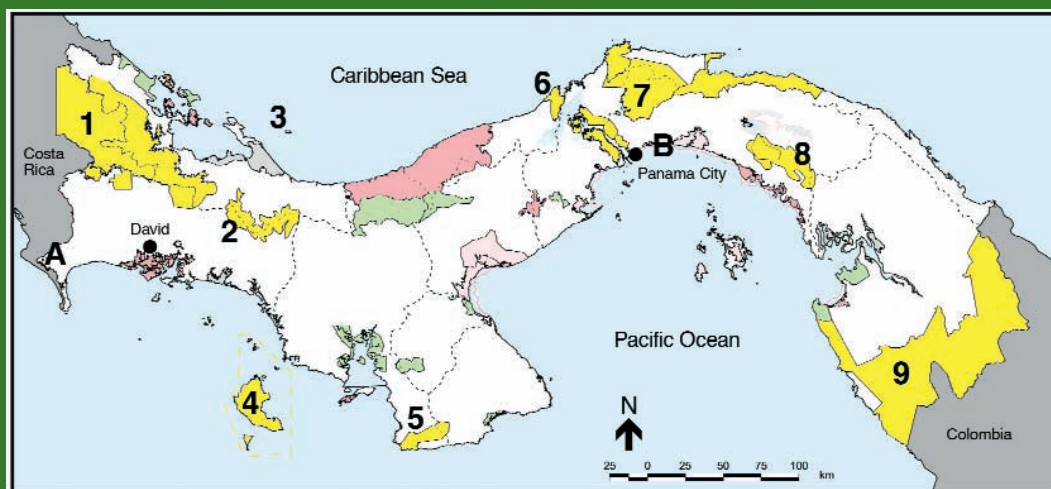 Caribbean Sea
6
7
3
1
Costa
Rica
B
Panama City
8
2
David
A
Pacific Ocean
9
4
5
N
Colombia
25 0 25 50 75 100
km